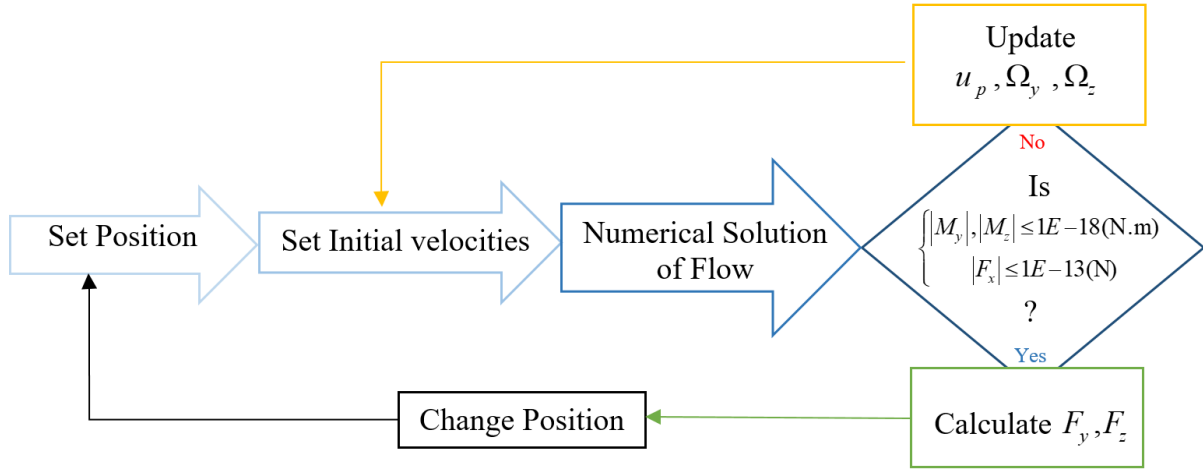 Update
u_p , Ω_y , Ω_z
No
Is
|M_y|, |M_z| ≤ 1E−18(N.m)
|F_x| ≤ 1E−13(N)
?
Yes
Set Position
Set Initial velocities
Numerical Solution
of Flow
Calculate F_y, F_z
Change Position